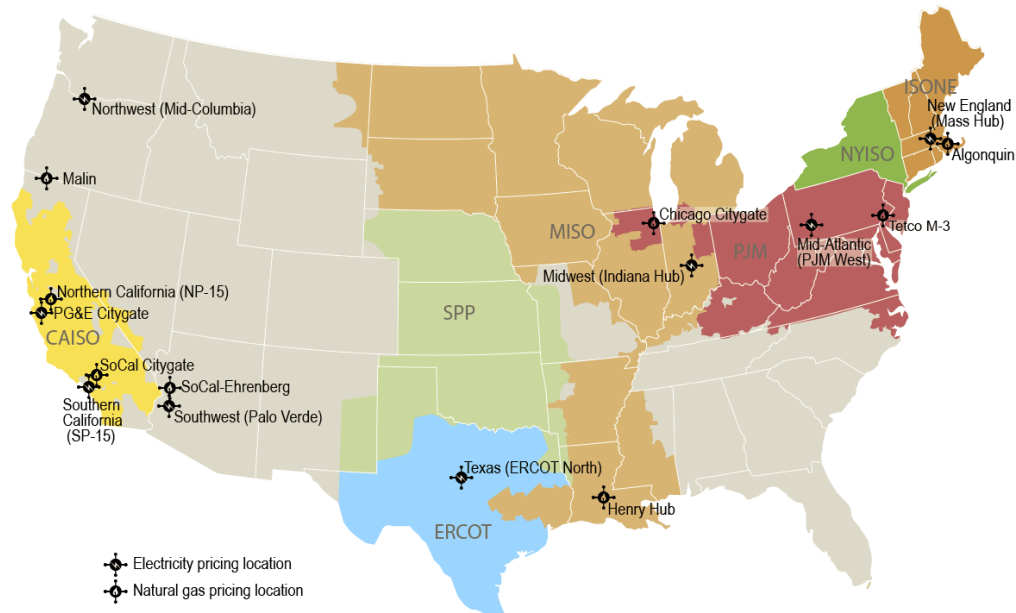 ISONE
New England
(Mass Hub)
Northwest (Mid-Columbia)
NYISO
Algonquin
Malin
Chicago Citygate
Tetco M-3
MISO
PJM
Mid-Atlantic
(PJM West)
Midwest (Indiana Hub)
Northern California (NP-15)
PG&E Citygate
SPP
CAISO
SoCal Citygate
SoCal-Ehrenberg
Southern
California
(SP-15)
Southwest (Palo Verde)
Texas (ERCOT North)
Henry Hub
ERCOT
Electricity pricing location
Natural gas pricing location